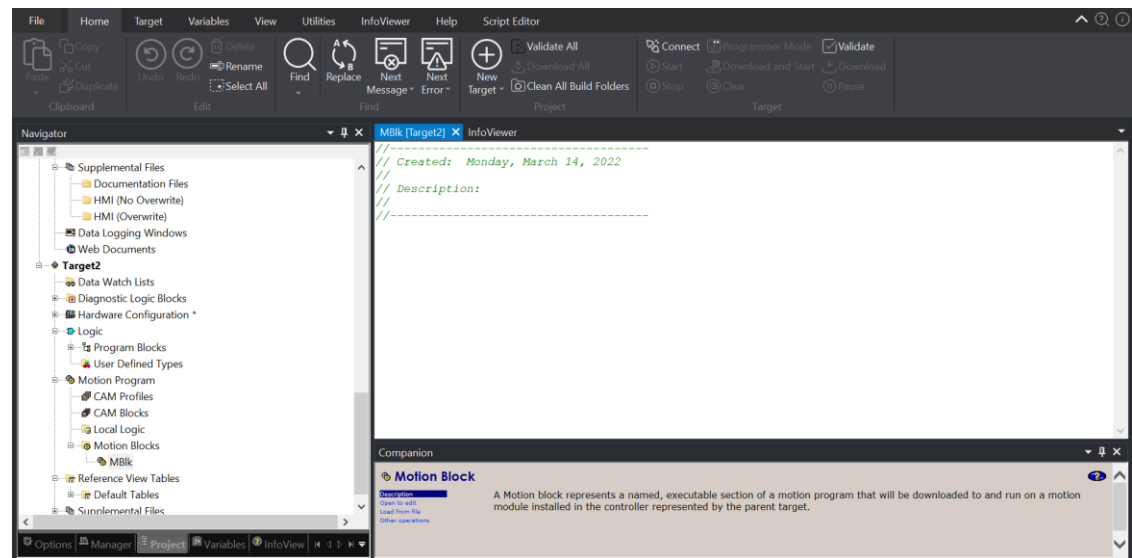 File Home Target Variables View Utilities InfoViewer Help Script Editor
Copy Delete Validate All Connect Programmer Mode Validate
Cut Rename Download All Start Download and Start Download
Paste Duplicate Undo Redo Select All Find Replace Next Message Next Error New Target Clean All Build Folders Stop Clear Pause
Clipboard Edit Find Project Target
Navigator MBlk [Target2] InfoViewer
Supplemental Files
Documentation Files
HMI (No Overwrite)
HMI (Overwrite)
Data Logging Windows
Web Documents
Target2
Data Watch Lists
Diagnostic Logic Blocks
Hardware Configuration *
Logic
Program Blocks
User Defined Types
Motion Program
CAM Profiles
CAM Blocks
Local Logic
Motion Blocks
MBlk
Reference View Tables
Default Tables
Supplemental Files
Options Manager Project Variables InfoView
//-------------------------------------
// Created: Monday, March 14, 2022
//
// Description:
//
//-------------------------------------
Companion
Motion Block
Description
Open to edit
Load from file
Other operations
A Motion block represents a named, executable section of a motion program that will be downloaded to and run on a motion
module installed in the controller represented by the parent target.